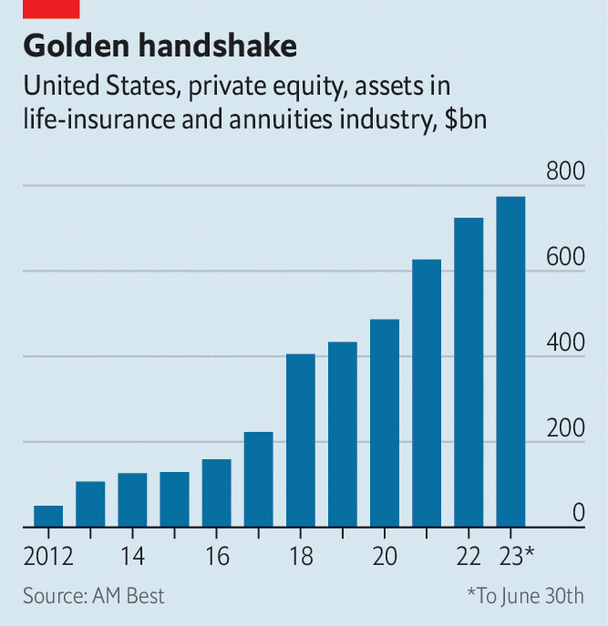 Golden handshake
United States, private equity, assets in
life-insurance and annuities industry, $bn
800
600
400
200
0
2012 14 16 18 20 22 23*
Source: AM Best *To June 30th